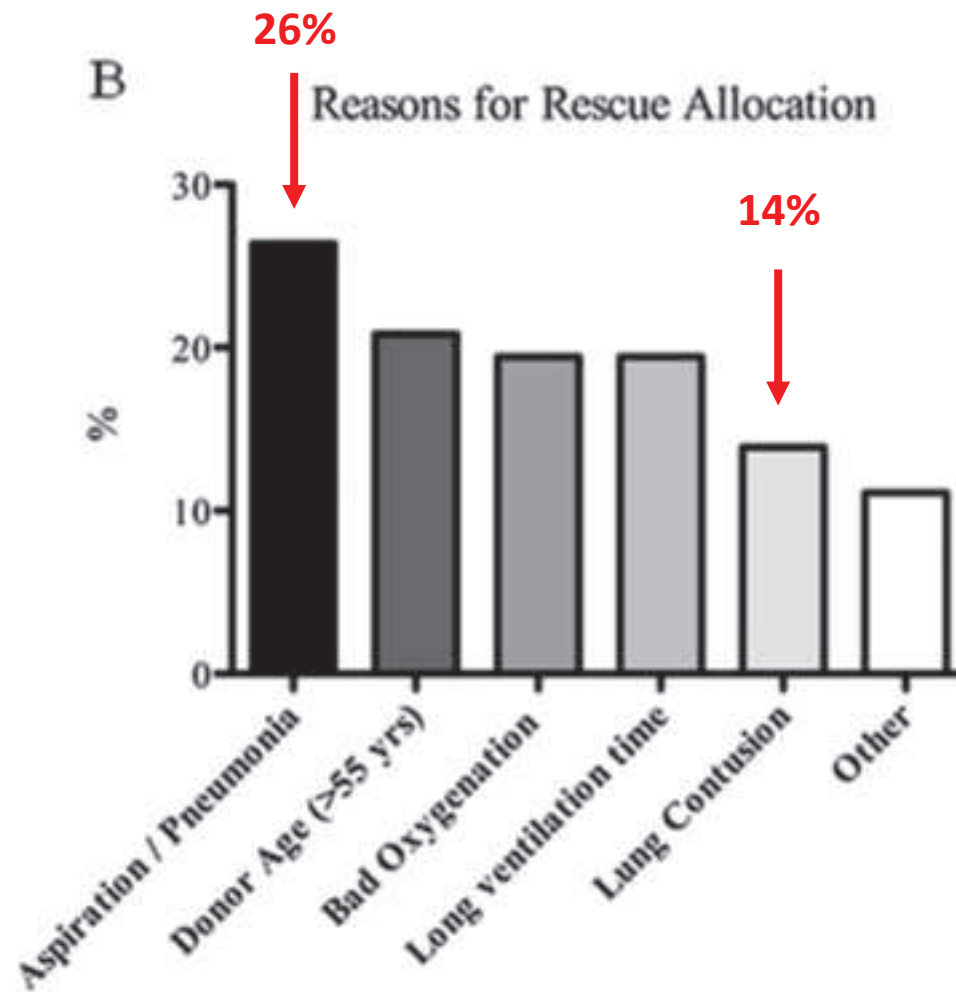 26%
B
Reasons for Rescue Allocation
14%
30
20
10
0
%
Aspiration / Pneumonia
Donor Age (>55 yrs)
Bad Oxygenation
Long ventilation time
Lung Contusion
Other